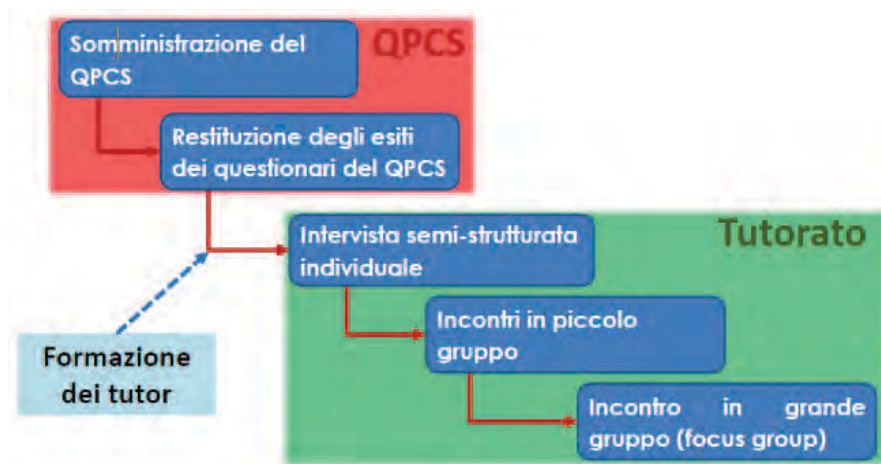 QPCS
Somministrazione del
QPCS
Restituzione degli esiti
dei questionari del QPCS
Tutorato
Intervista semi-strutturata
individuale
Incontri in piccolo
gruppo
Formazione
dei tutor
Incontro in grande
gruppo (focus group)